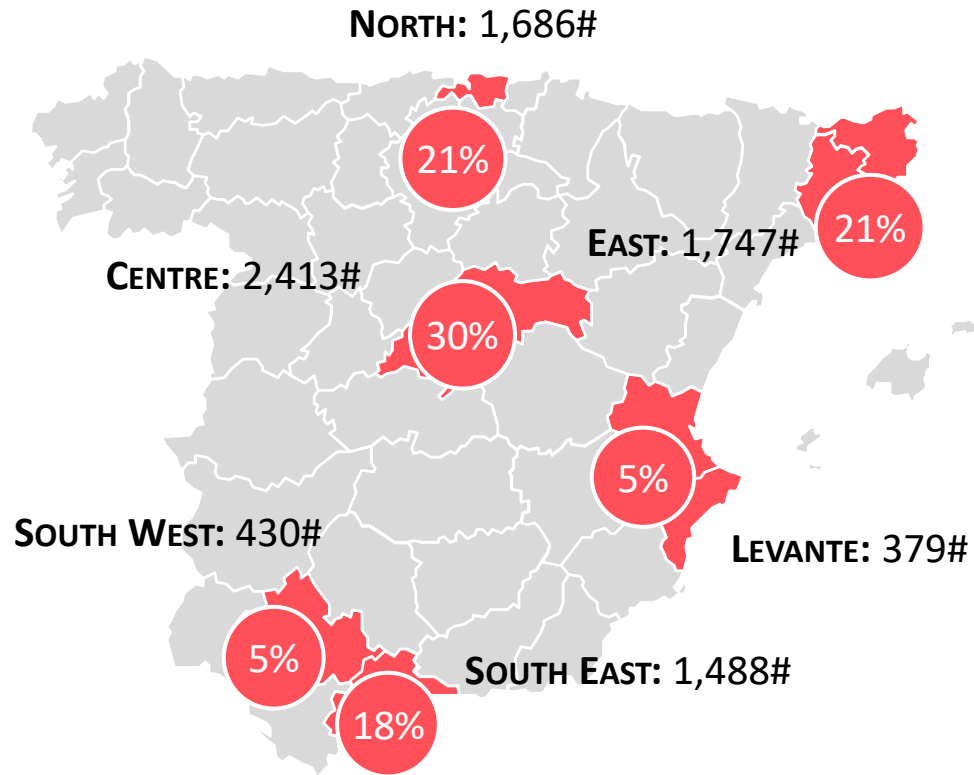 NORTH: 1,686#
21%
EAST: 1,747#
21%
CENTRE: 2,413#
30%
5%
LEVANTE: 379#
SOUTH WEST: 430#
5%
SOUTH EAST: 1,488#
18%